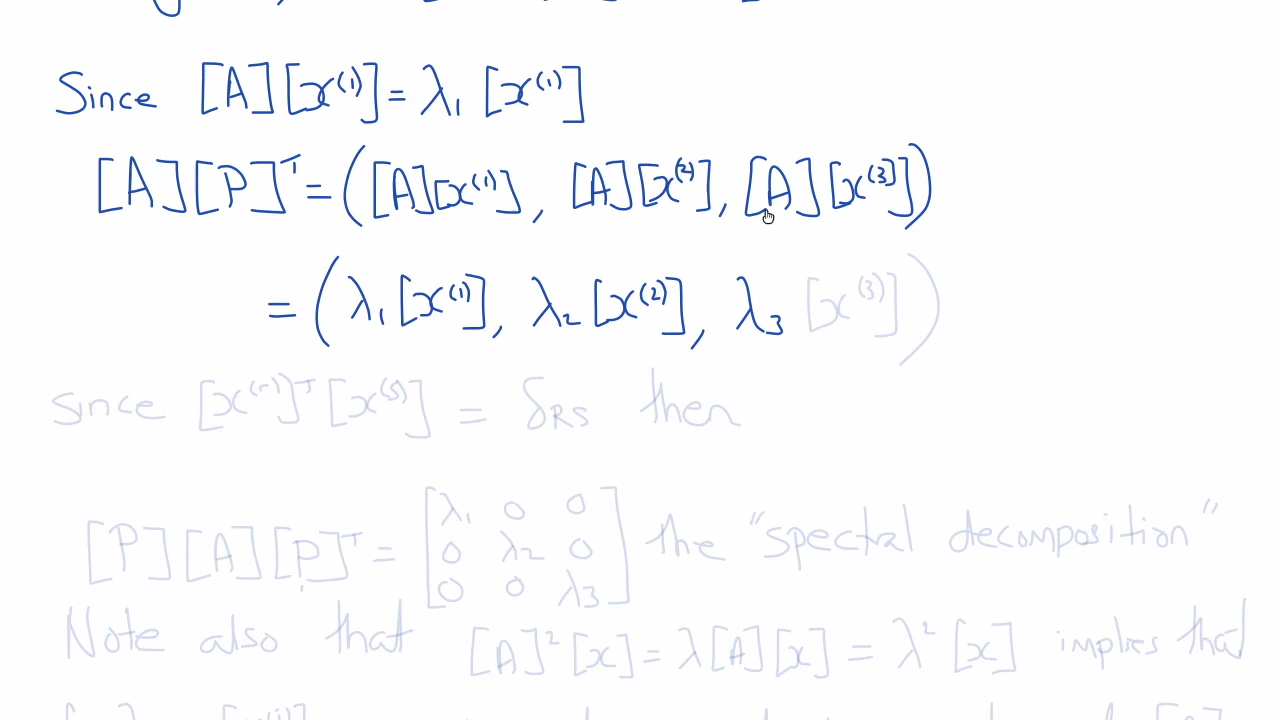 Since [A][x⁽¹⁾] = λ₁ [x⁽¹⁾]
[A][P]ᵀ = ([A][x⁽¹⁾], [A][x⁽²⁾], [A][x⁽³⁾])
= (λ₁[x⁽¹⁾], λ₂[x⁽²⁾], λ₃ [x⁽³⁾])
since [x⁽ʳ⁾]ᵀ[x⁽ˢ⁾] = δRS then
[P][A][P]ᵀ = [λ₁ 0 0
0 λ₂ 0
0 0 λ₃] the "spectral decomposition"
Note also that [A]²[x] = λ[A][x] = λ²[x] implies that